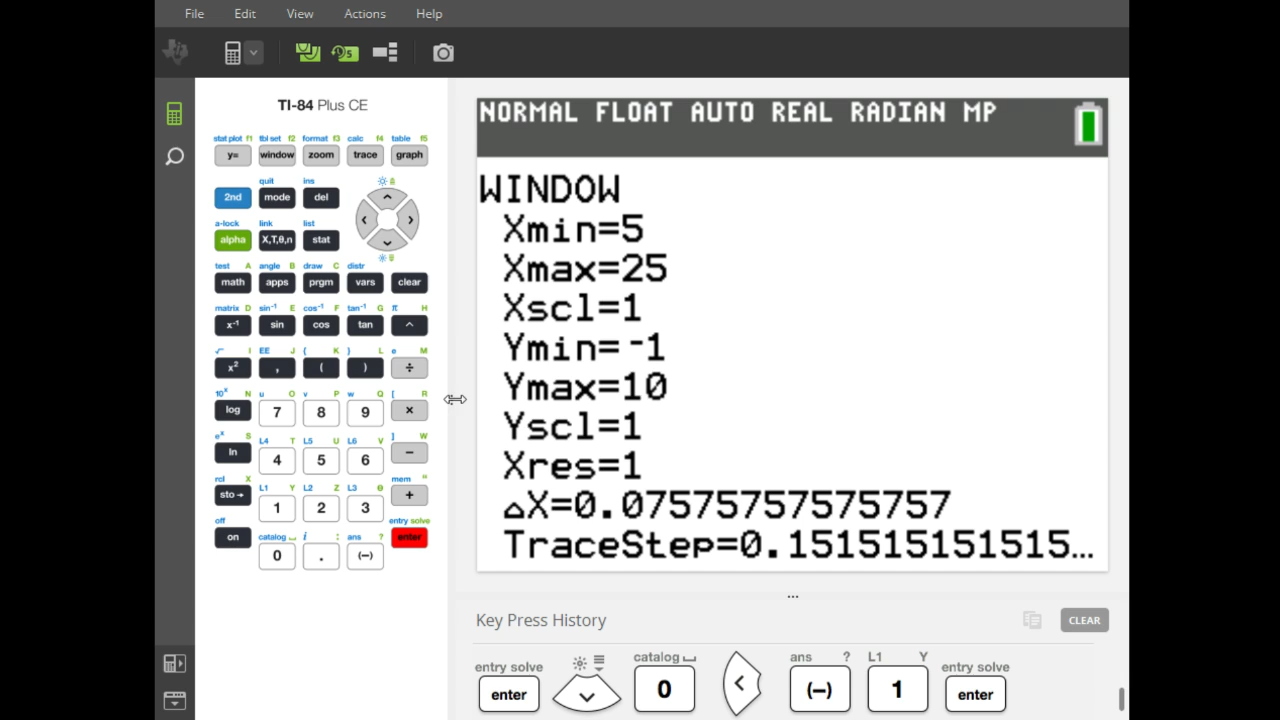 File Edit View Actions Help
TI-84 Plus CE
stat plot f1 tbl set f2 format f3 calc f4 table f5
y= window zoom trace graph
quit ins
2nd mode del
a-lock link list
alpha X,T,θ,n stat
test A angle B draw C distr
math apps prgm vars clear
matrix D sin⁻¹ E cos⁻¹ F tan⁻¹ G π H
x⁻¹ sin cos tan ^
√ I EE J { K } L e M
x² , ( ) ÷
10ˣ N u O v P w Q [ R
log 7 8 9 ×
eˣ S L4 T L5 U L6 V ] W
ln 4 5 6 −
rcl X L1 Y L2 Z L3 θ mem "
sto→ 1 2 3 +
off catalog ⎵ i : ans ? entry solve
on 0 . (−) enter
NORMAL FLOAT AUTO REAL RADIAN MP
WINDOW
Xmin=5
Xmax=25
Xscl=1
Ymin=⁻1
Ymax=10
Yscl=1
Xres=1
△X=0.07575757575757
TraceStep=0.151515151515...
Key Press History CLEAR
entry solve catalog ⎵ ans ? L1 Y entry solve
enter 0 (−) 1 enter